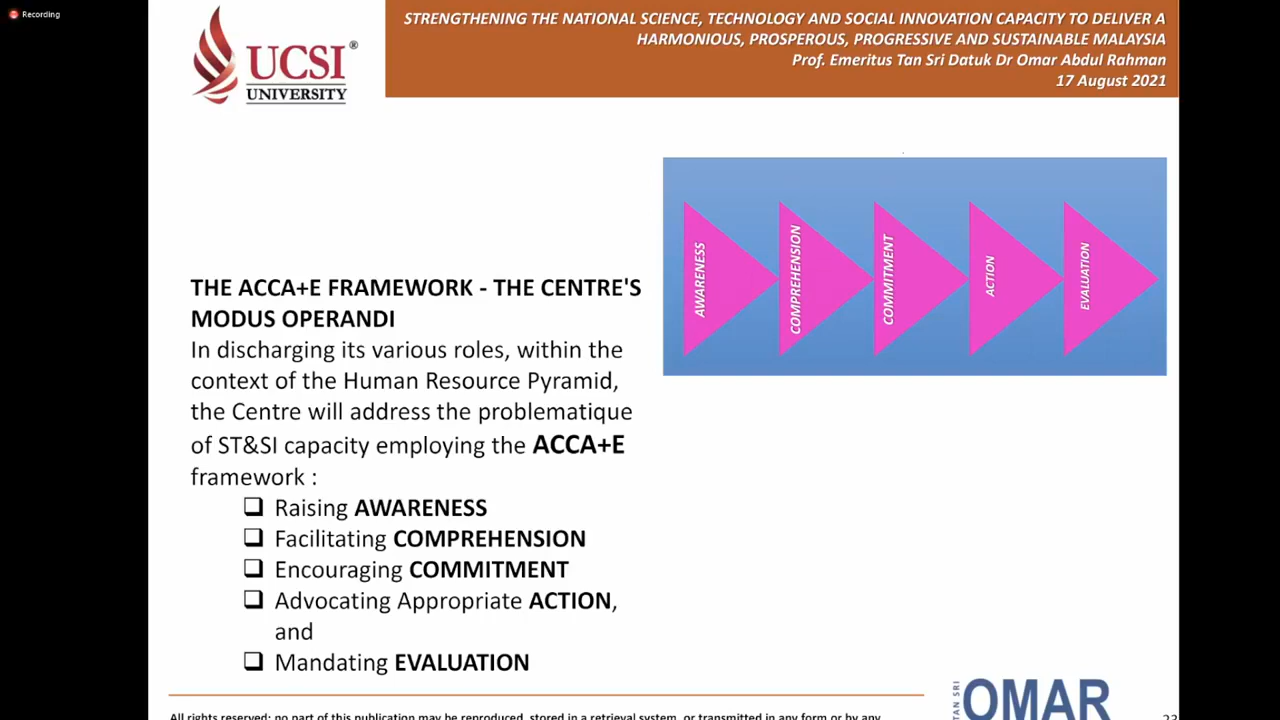 Recording
UCSI
UNIVERSITY
®
STRENGTHENING THE NATIONAL SCIENCE, TECHNOLOGY AND SOCIAL INNOVATION CAPACITY TO DELIVER A
HARMONIOUS, PROSPEROUS, PROGRESSIVE AND SUSTAINABLE MALAYSIA
Prof. Emeritus Tan Sri Datuk Dr Omar Abdul Rahman
17 August 2021
AWARENESS
COMPREHENSION
COMMITMENT
ACTION
EVALUATION
THE ACCA+E FRAMEWORK - THE CENTRE'S
MODUS OPERANDI
In discharging its various roles, within the
context of the Human Resource Pyramid,
the Centre will address the problematique
of ST&SI capacity employing the ACCA+E
framework :
❑ Raising AWARENESS
❑ Facilitating COMPREHENSION
❑ Encouraging COMMITMENT
❑ Advocating Appropriate ACTION,
and
❑ Mandating EVALUATION
All rights reserved: no part of this publication may be reproduced, stored in a retrieval system, or transmitted in any form or by any
TAN SRI
OMAR
23